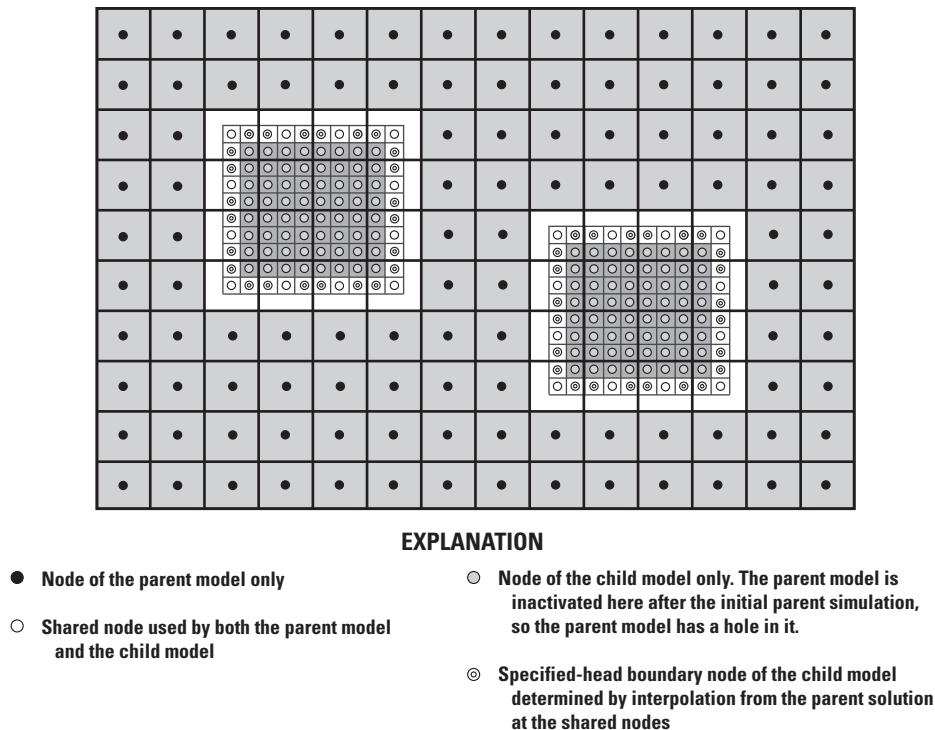 EXPLANATION
Node of the parent model only
Shared node used by both the parent model
and the child model
Node of the child model only. The parent model is
inactivated here after the initial parent simulation,
so the parent model has a hole in it.
Specified-head boundary node of the child model
determined by interpolation from the parent solution
at the shared nodes